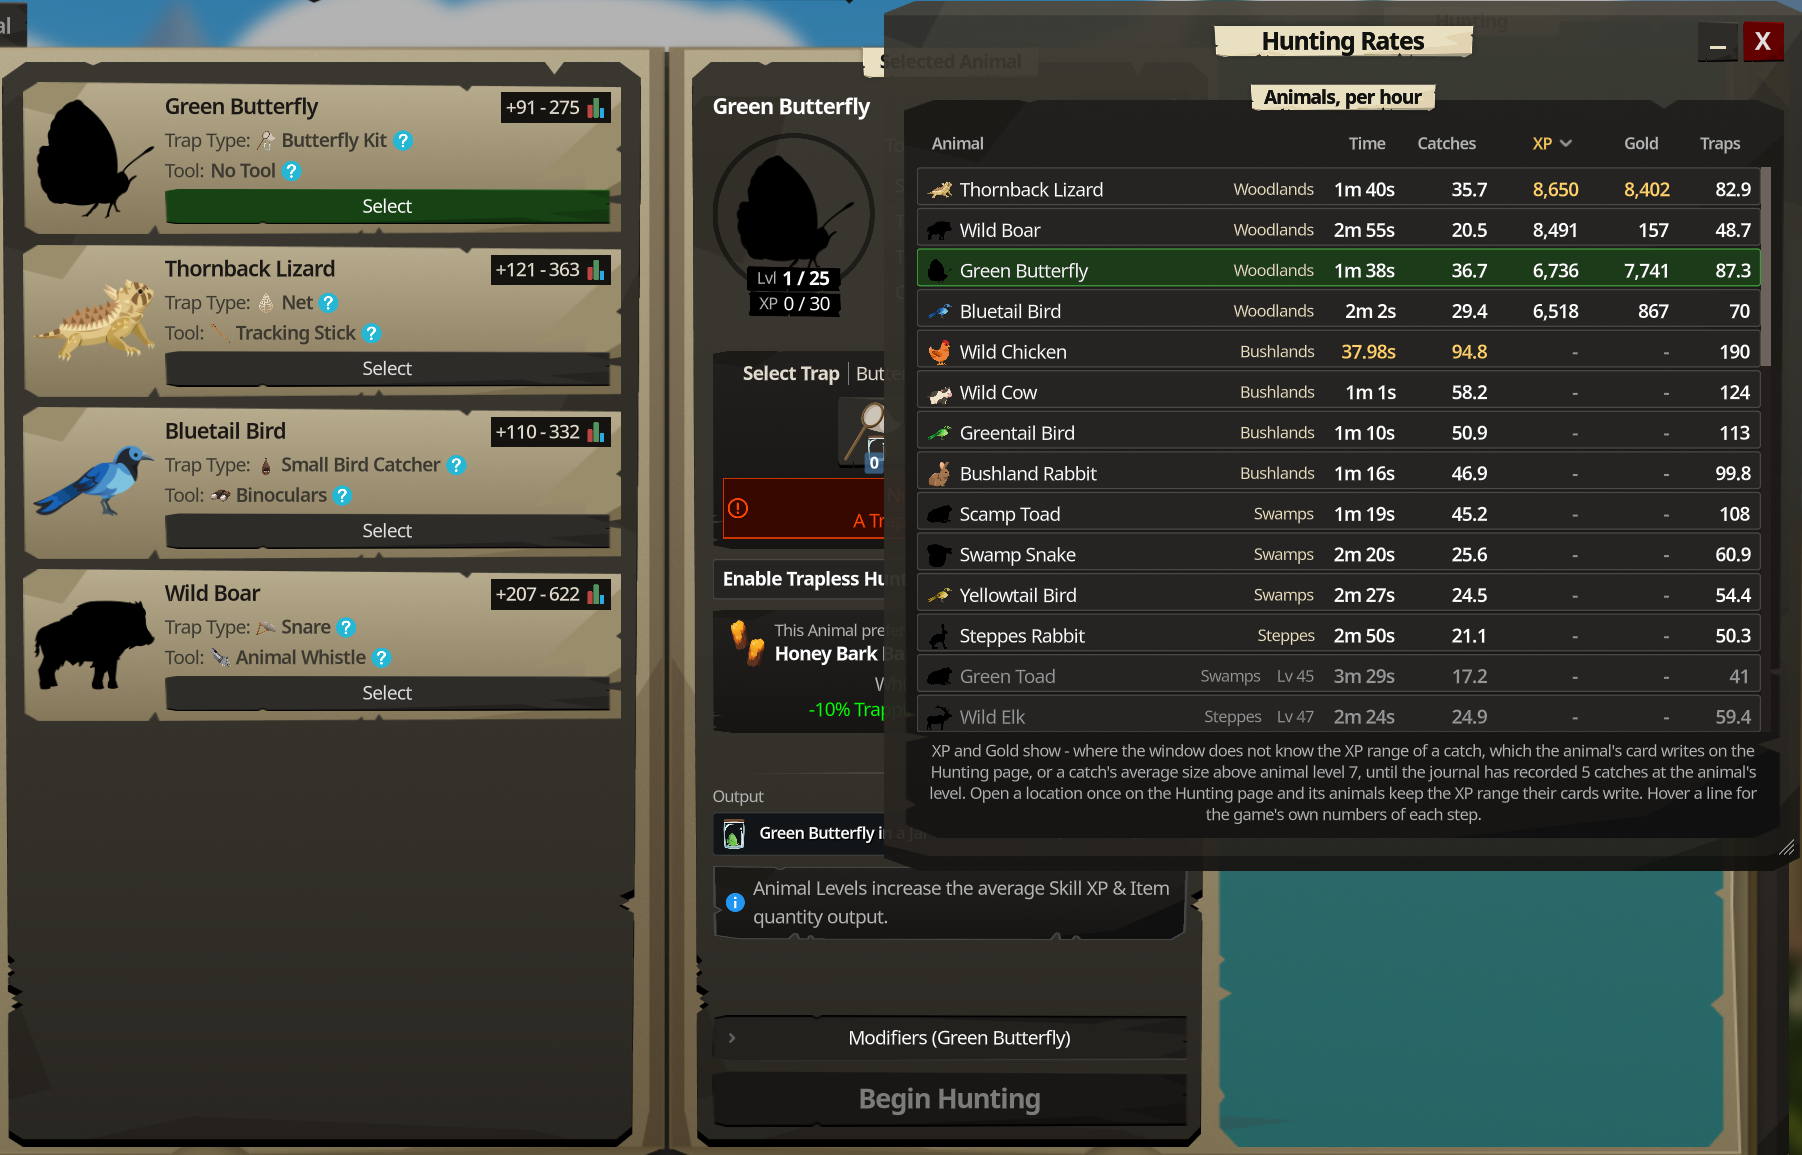 al
Green Butterfly
+91 - 275
Trap Type: Butterfly Kit ?
Tool: No Tool ?
Select
Thornback Lizard
+121 - 363
Trap Type: Net ?
Tool: Tracking Stick ?
Select
Bluetail Bird
+110 - 332
Trap Type: Small Bird Catcher ?
Tool: Binoculars ?
Select
Wild Boar
+207 - 622
Trap Type: Snare ?
Tool: Animal Whistle ?
Select
Selected Animal
Green Butterfly
Lvl 1 / 25
XP 0 / 30
Select Trap
0
Enable Trapless Hun
This Animal prefe
Honey Bark Ba
-10% Trap
Output
Green Butterfly in a Jar
Animal Levels increase the average Skill XP & Item
quantity output.
Modifiers (Green Butterfly)
Begin Hunting
Hunting
Hunting Rates
X
Animals, per hour
Animal Time Catches XP Gold Traps
Thornback Lizard Woodlands 1m 40s 35.7 8,650 8,402 82.9
Wild Boar Woodlands 2m 55s 20.5 8,491 157 48.7
Green Butterfly Woodlands 1m 38s 36.7 6,736 7,741 87.3
Bluetail Bird Woodlands 2m 2s 29.4 6,518 867 70
Wild Chicken Bushlands 37.98s 94.8 - - 190
Wild Cow Bushlands 1m 1s 58.2 - - 124
Greentail Bird Bushlands 1m 10s 50.9 - - 113
Bushland Rabbit Bushlands 1m 16s 46.9 - - 99.8
Scamp Toad Swamps 1m 19s 45.2 - - 108
Swamp Snake Swamps 2m 20s 25.6 - - 60.9
Yellowtail Bird Swamps 2m 27s 24.5 - - 54.4
Steppes Rabbit Steppes 2m 50s 21.1 - - 50.3
Green Toad Swamps Lv 45 3m 29s 17.2 - - 41
Wild Elk Steppes Lv 47 2m 24s 24.9 - - 59.4
XP and Gold show - where the window does not know the XP range of a catch, which the animal's card writes on the
Hunting page, or a catch's average size above animal level 7, until the journal has recorded 5 catches at the animal's
level. Open a location once on the Hunting page and its animals keep the XP range their cards write. Hover a line for
the game's own numbers of each step.